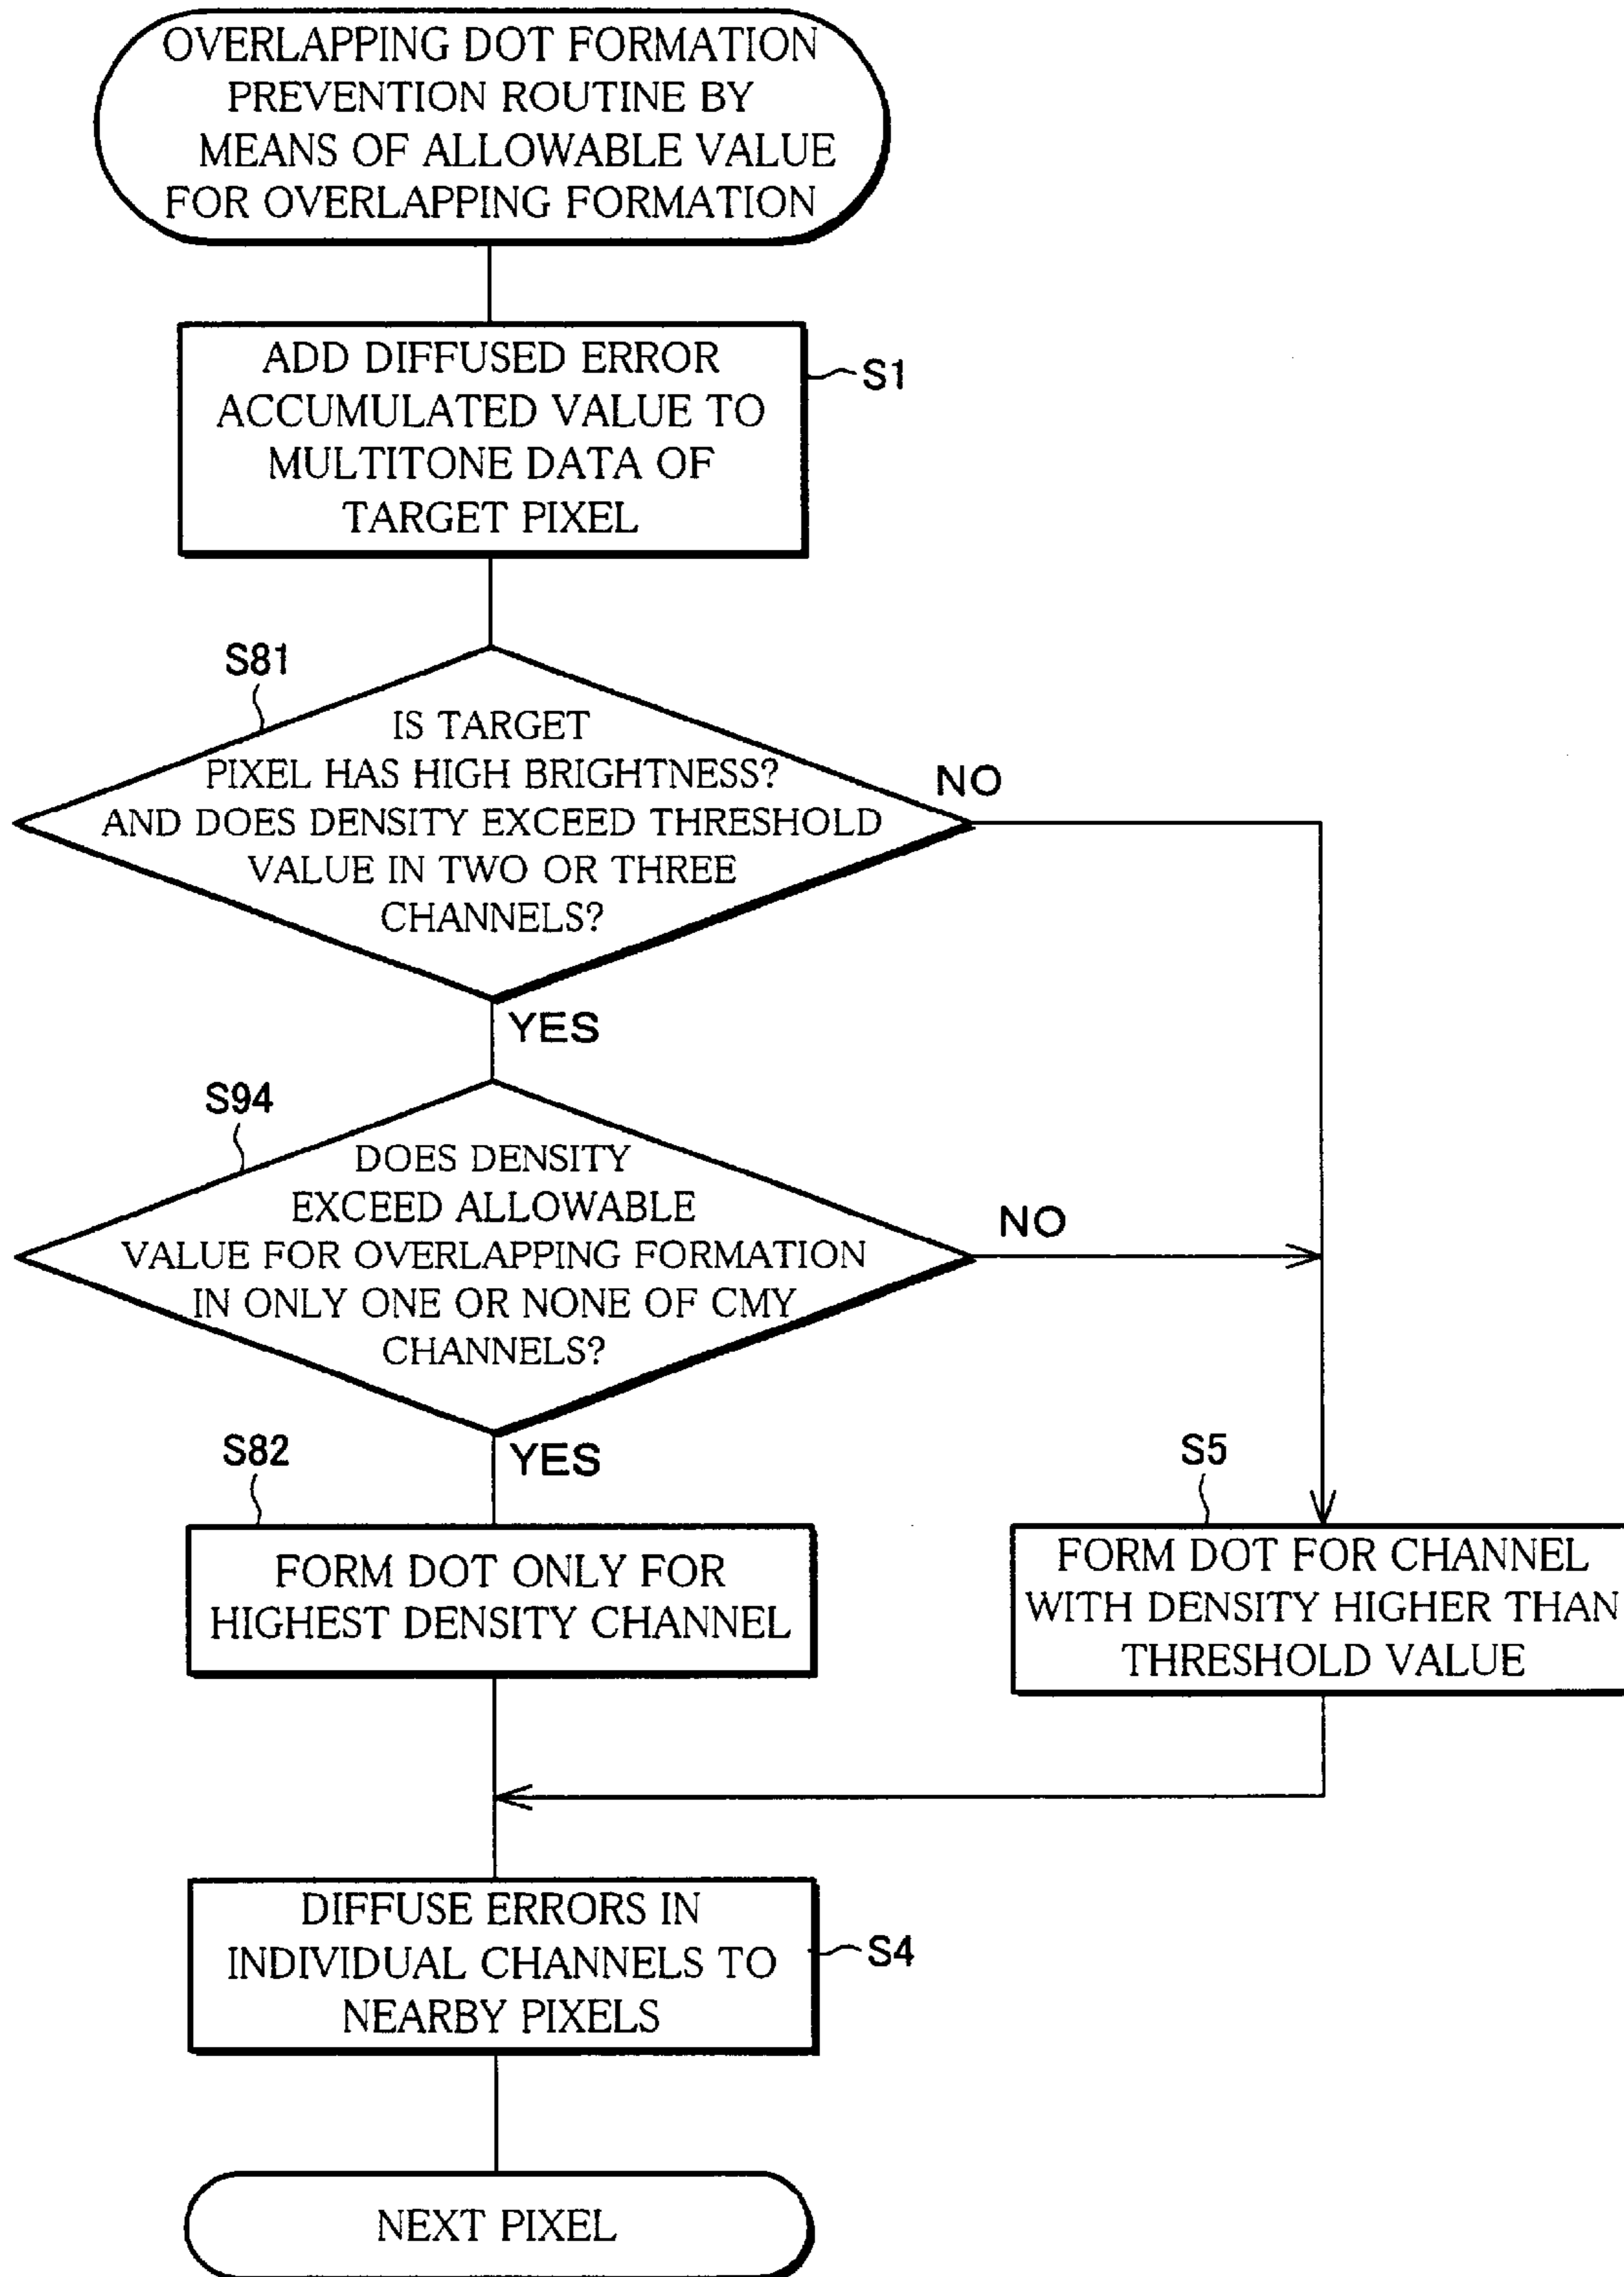 OVERLAPPING DOT FORMATION
PREVENTION ROUTINE BY
MEANS OF ALLOWABLE VALUE
FOR OVERLAPPING FORMATION
ADD DIFFUSED ERROR
ACCUMULATED VALUE TO
MULTITONE DATA OF
TARGET PIXEL
S1
S81
IS TARGET
PIXEL HAS HIGH BRIGHTNESS?
AND DOES DENSITY EXCEED THRESHOLD
VALUE IN TWO OR THREE
CHANNELS?
NO
YES
S94
DOES DENSITY
EXCEED ALLOWABLE
VALUE FOR OVERLAPPING FORMATION
IN ONLY ONE OR NONE OF CMY
CHANNELS?
NO
YES
S82
FORM DOT ONLY FOR
HIGHEST DENSITY CHANNEL
S5
FORM DOT FOR CHANNEL
WITH DENSITY HIGHER THAN
THRESHOLD VALUE
DIFFUSE ERRORS IN
INDIVIDUAL CHANNELS TO
NEARBY PIXELS
S4
NEXT PIXEL